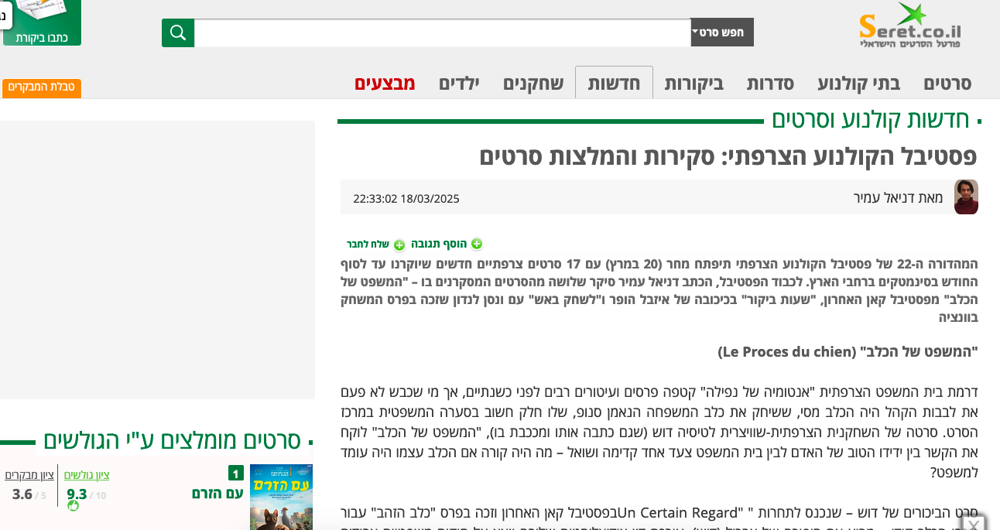 Seret.co.il
פורטל הסרטים הישראלי
חפש סרט
כתבו ביקורת
טבלת המבקרים
סרטים
בתי קולנוע
סדרות
ביקורות
חדשות
שחקנים
ילדים
מבצעים
חדשות קולנוע וסרטים
פסטיבל הקולנוע הצרפתי: סקירות והמלצות סרטים
מאת דניאל עמיר
22:33:02 18/03/2025
הוסף תגובה
שלח לחבר
המהדורה ה-22 של פסטיבל הקולנוע הצרפתי תיפתח מחר (20 במרץ) עם 17 סרטים צרפתיים חדשים שיוקרנו עד לסוף
החודש בסינמטקים ברחבי הארץ. לכבוד הפסטיבל, הכתב דניאל עמיר סיקר שלושה מהסרטים המסקרנים בו – "המשפט של
הכלב" מפסטיבל קאן האחרון, "שעות ביקור" בכיכובה של איזבל הופר ו"לשחק באש" עם ונסן לנדון שזכה בפרס המשחק
בוונציה
"המשפט של הכלב" (Le Proces du chien)
דרמת בית המשפט הצרפתית "אנטומיה של נפילה" קטפה פרסים ועיטורים רבים לפני כשנתיים, אך מי שכבש לא פעם
את לבבות הקהל היה הכלב מסי, ששיחק את כלב המשפחה הנאמן סנופ, שלו חלק חשוב בסערה המשפטית במרכז
הסרט. סרטה של השחקנית הצרפתית-שוויצרית לטיסיה דוש (שגם כתבה אותו ומככבת בו), "המשפט של הכלב" לוקח
את הקשר בין ידידו הטוב של האדם לבין בית המשפט צעד אחד קדימה ושואל – מה היה קורה אם הכלב עצמו היה עומד
למשפט?
סרט הביכורים של דוש – שנכנס לתחרות " "Un Certain Regardבפסטיבל קאן האחרון וזכה בפרס "כלב הזהב" עבור
סרטים מומלצים ע"י הגולשים
1
עם הזרם
עם הזרם
ציון גולשים
9.3 / 10
ציון מבקרים
3.6 / 5
X